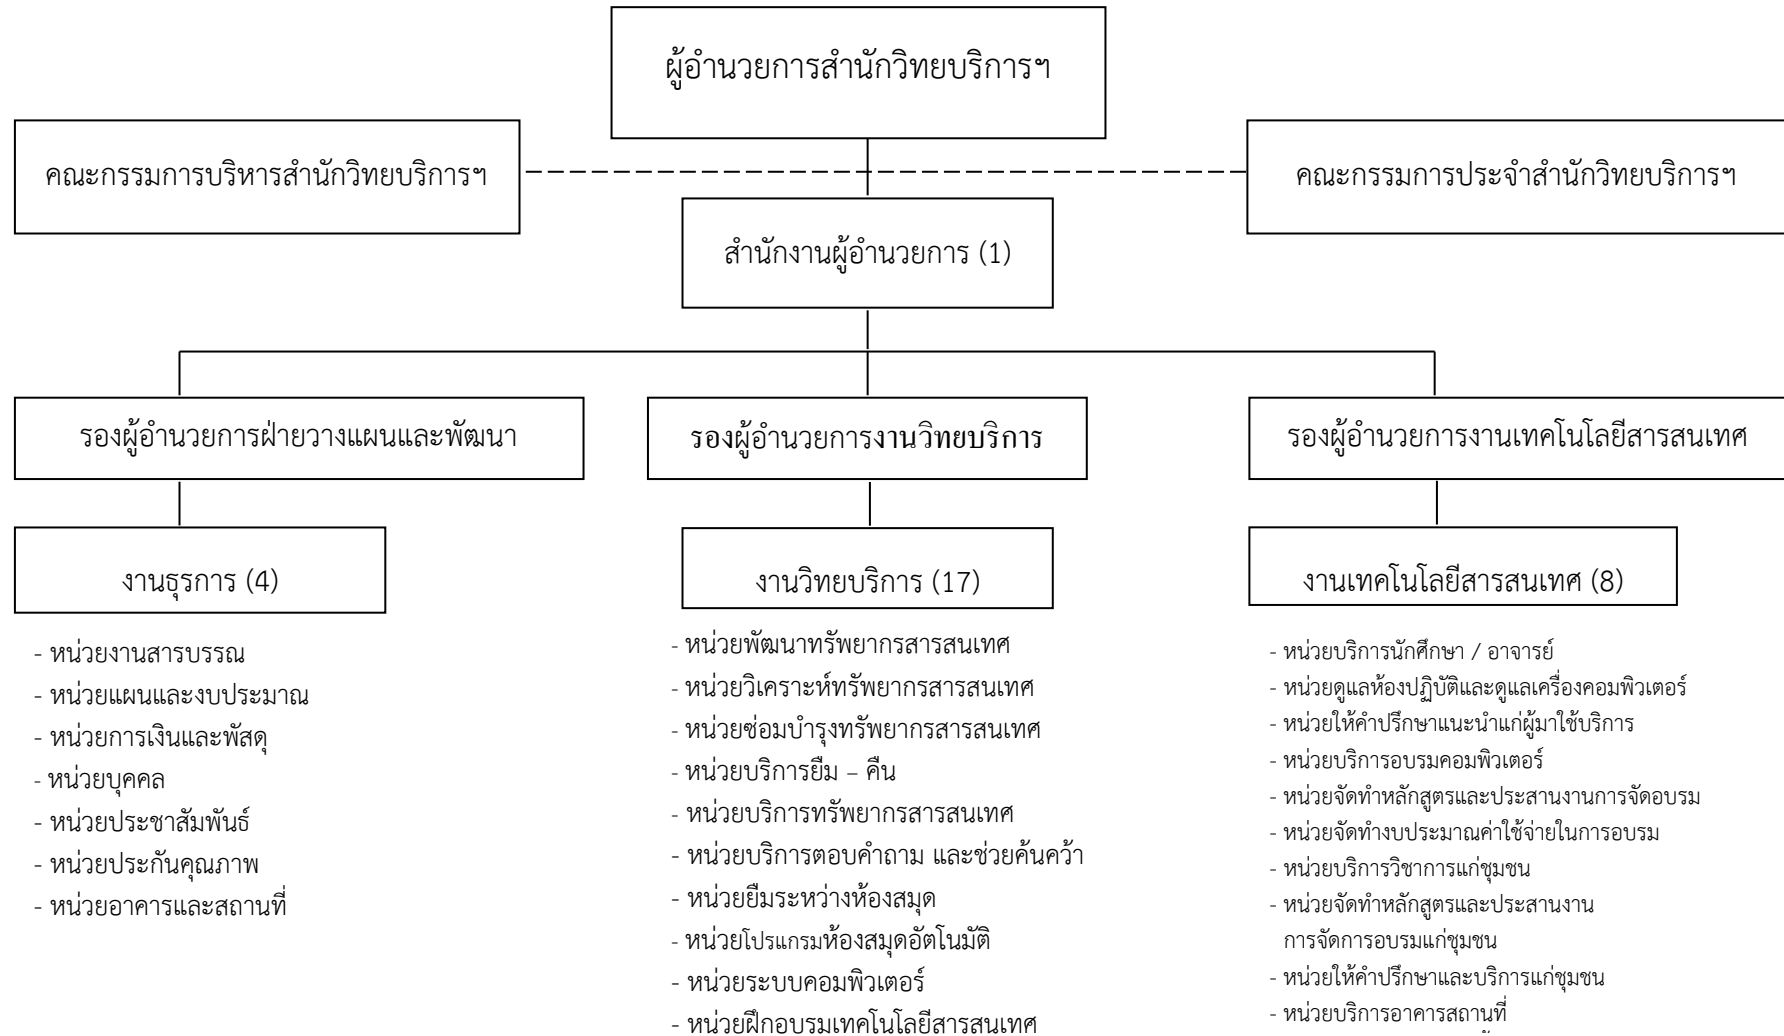 ผู้อำนวยการสำนักวิทยบริการฯ
คณะกรรมการบริหารสำนักวิทยบริการฯ
คณะกรรมการประจำสำนักวิทยบริการฯ
สำนักงานผู้อำนวยการ (1)
รองผู้อำนวยการฝ่ายวางแผนและพัฒนา
รองผู้อำนวยการงานวิทยบริการ
รองผู้อำนวยการงานเทคโนโลยีสารสนเทศ
งานธุรการ (4)
งานวิทยบริการ (17)
งานเทคโนโลยีสารสนเทศ (8)
- หน่วยงานสารบรรณ
- หน่วยแผนและงบประมาณ
- หน่วยการเงินและพัสดุ
- หน่วยบุคคล
- หน่วยประชาสัมพันธ์
- หน่วยประกันคุณภาพ
- หน่วยอาคารและสถานที่
- หน่วยพัฒนาทรัพยากรสารสนเทศ
- หน่วยวิเคราะห์ทรัพยากรสารสนเทศ
- หน่วยซ่อมบำรุงทรัพยากรสารสนเทศ
- หน่วยบริการยืม – คืน
- หน่วยบริการทรัพยากรสารสนเทศ
- หน่วยบริการตอบคำถาม และช่วยค้นคว้า
- หน่วยยืมระหว่างห้องสมุด
- หน่วยโปรแกรมห้องสมุดอัตโนมัติ
- หน่วยระบบคอมพิวเตอร์
- หน่วยฝึกอบรมเทคโนโลยีสารสนเทศ
- หน่วยบริการนักศึกษา / อาจารย์
- หน่วยดูแลห้องปฏิบัติและดูแลเครื่องคอมพิวเตอร์
- หน่วยให้คำปรึกษาแนะนำแก่ผู้มาใช้บริการ
- หน่วยบริการอบรมคอมพิวเตอร์
- หน่วยจัดทำหลักสูตรและประสานงานการจัดอบรม
- หน่วยจัดทำงบประมาณค่าใช้จ่ายในการอบรม
- หน่วยบริการวิชาการแก่ชุมชน
- หน่วยจัดทำหลักสูตรและประสานงาน
การจัดการอบรมแก่ชุมชน
- หน่วยให้คำปรึกษาและบริการแก่ชุมชน
- หน่วยบริการอาคารสถานที่